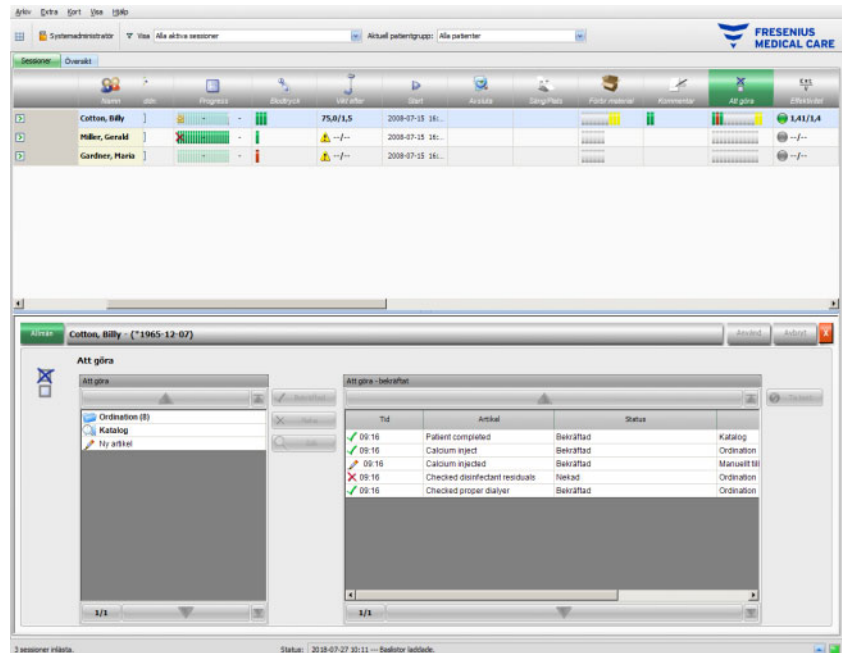 Arkiv Extra Kort Visa Hjälp
Systemadministratör Visa Alla aktiva sessioner Aktuell patientgrupp: Alla patienter
FRESENIUS
MEDICAL CARE
Sessioner Översikt
Namn Progress Blodtryck Vikt efter Start Avsluta Säng/Plats Förbr.material Kommentar Att göra Effektivitet
Cotton, Billy 75,0/1,5 2008-07-15 16:... 1,41/1,4
Miller, Gerald --/-- 2008-07-15 16:... --/--
Gardner, Maria --/-- 2008-07-15 16:... --/--
Allmän Cotton, Billy - (*1965-12-07) Använd Avbryt X
Att göra
Att göra Att göra - bekräftat
Bekräftad
Ordination (8)
Katalog
Ny artikel
Tid Artikel Status
09:16 Patient completed Bekräftad Katalog
09:16 Calcium inject Bekräftad Ordination
09:16 Calcium injected Bekräftad Manuellt till
09:16 Checked disinfectant residuals Nekad Ordination
09:16 Checked proper dialyer Bekräftad Ordination
1/1 1/1
3 sessioner inlästa. Status: 2018-07-27 10:11 -- Baskstor laddade.